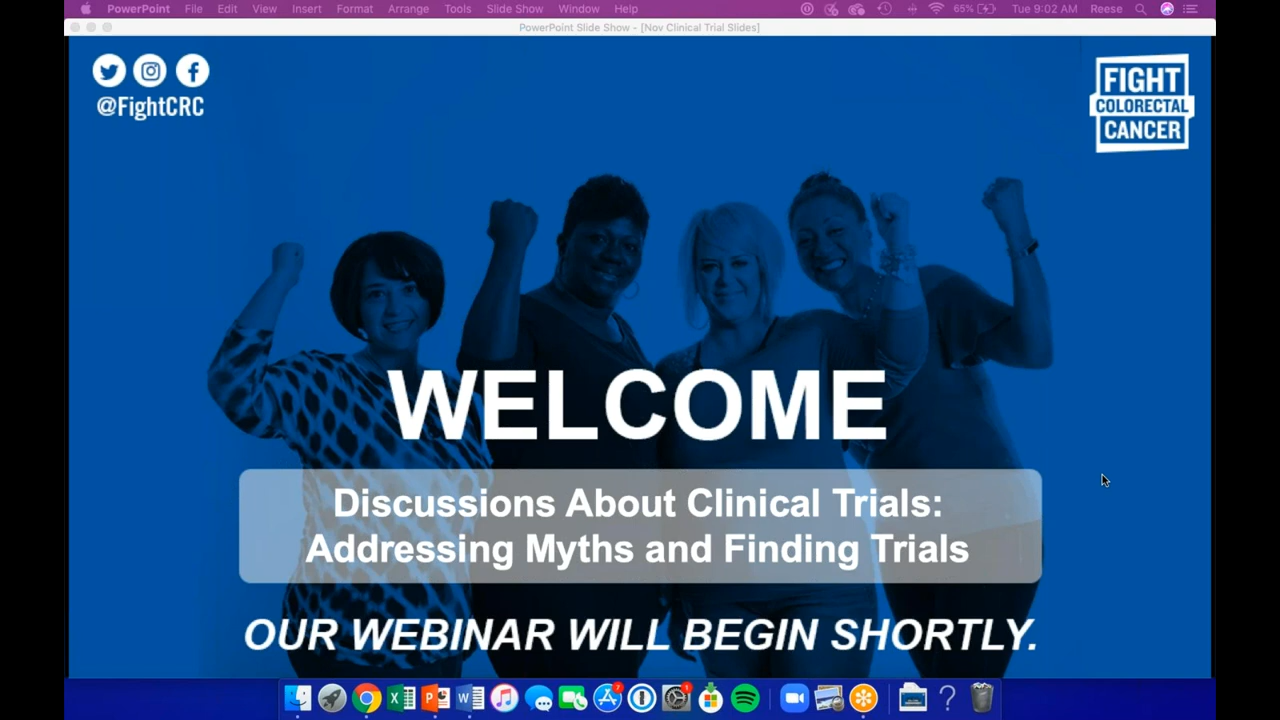 PowerPoint File Edit View Insert Format Arrange Tools Slide Show Window Help 65% Tue 9:02 AM Reese
PowerPoint Slide Show - [Nov Clinical Trial Slides]
@FightCRC
FIGHT
COLORECTAL
CANCER
WELCOME
Discussions About Clinical Trials:
Addressing Myths and Finding Trials
OUR WEBINAR WILL BEGIN SHORTLY.